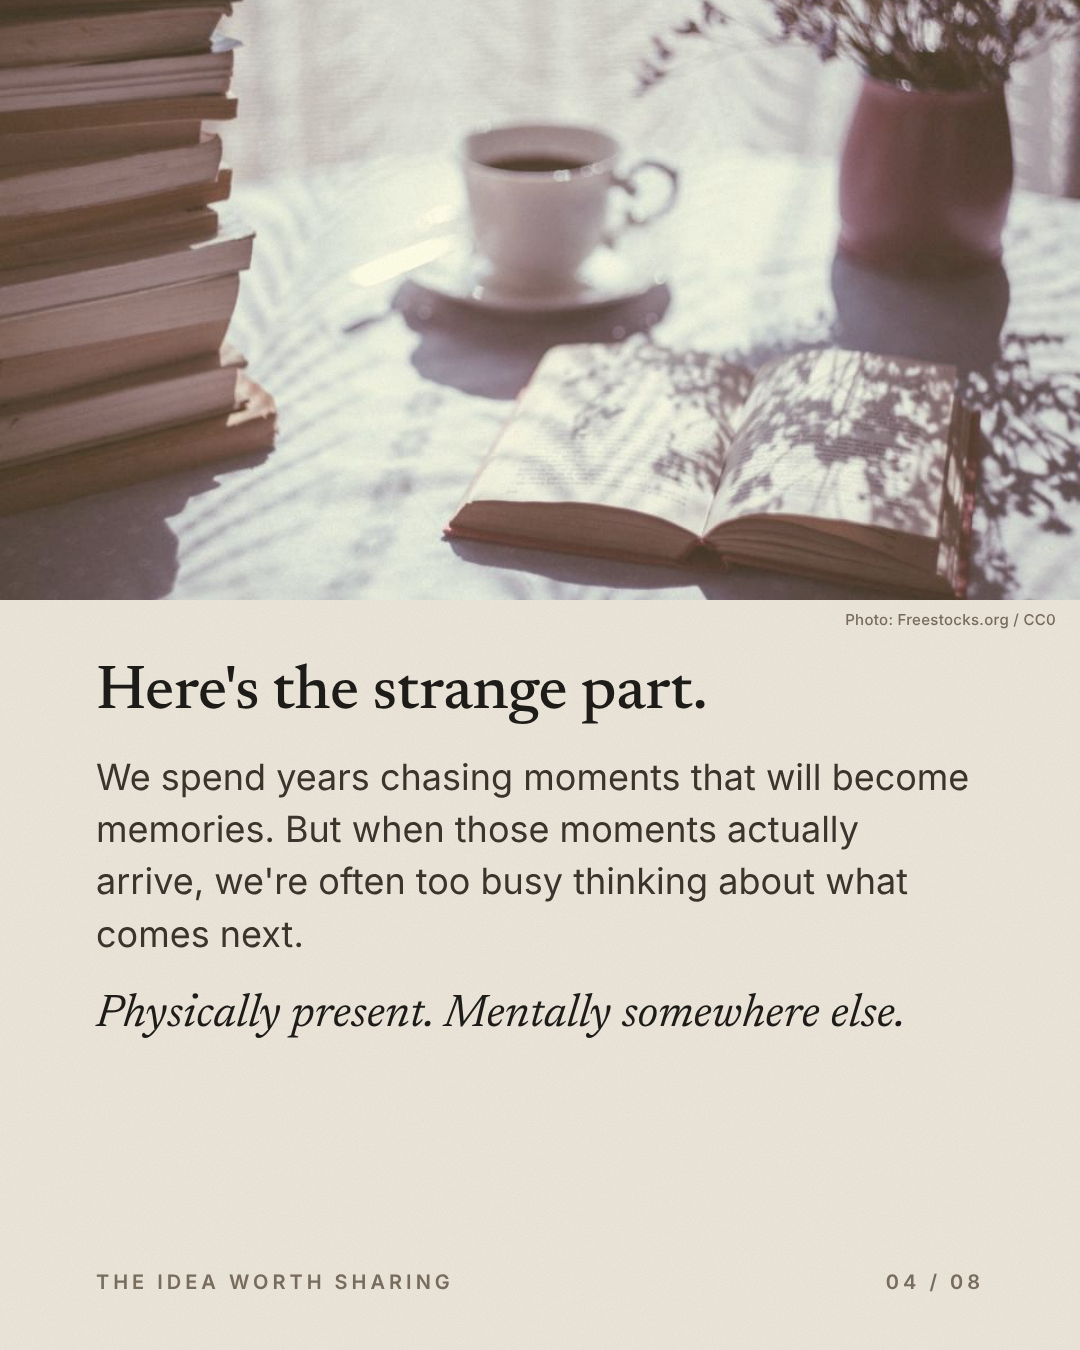 Photo: Freestocks.org / CC0
Here's the strange part.
We spend years chasing moments that will become
memories. But when those moments actually
arrive, we're often too busy thinking about what
comes next.
Physically present. Mentally somewhere else.
THE IDEA WORTH SHARING
04 / 08